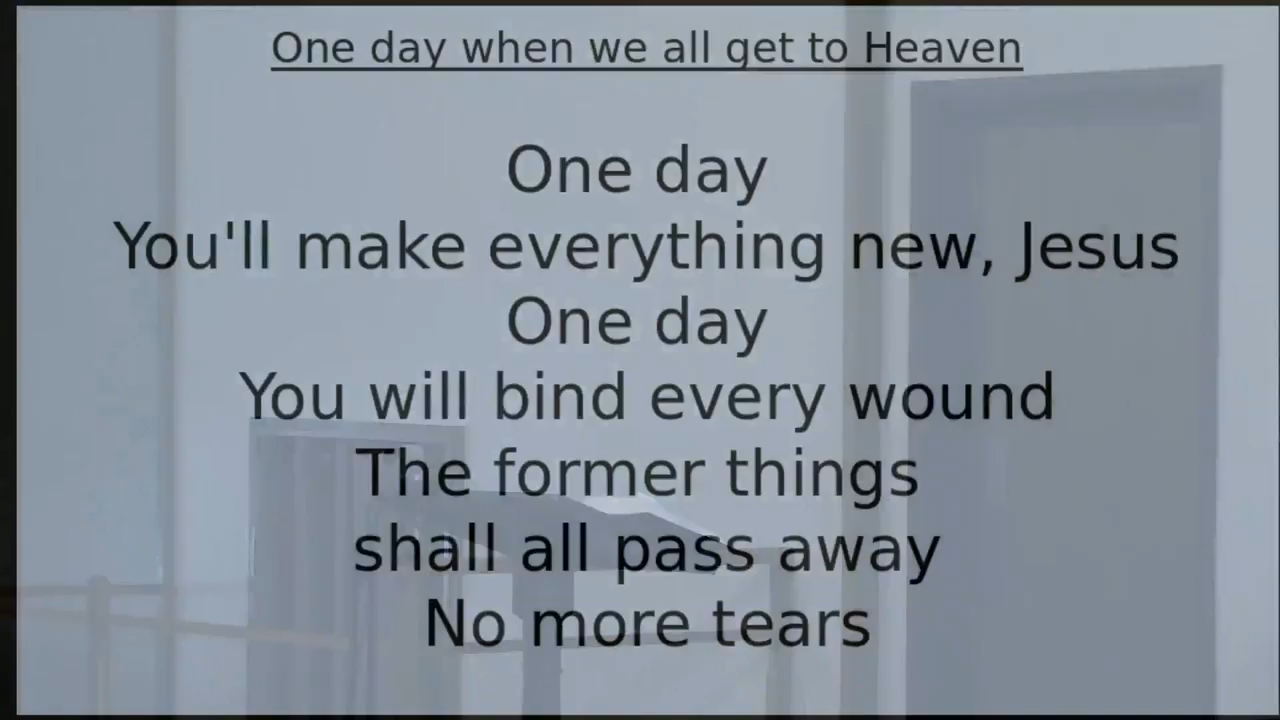 One day when we all get to Heaven
One day
You'll make everything new, Jesus
One day
You will bind every wound
The former things
shall all pass away
No more tears